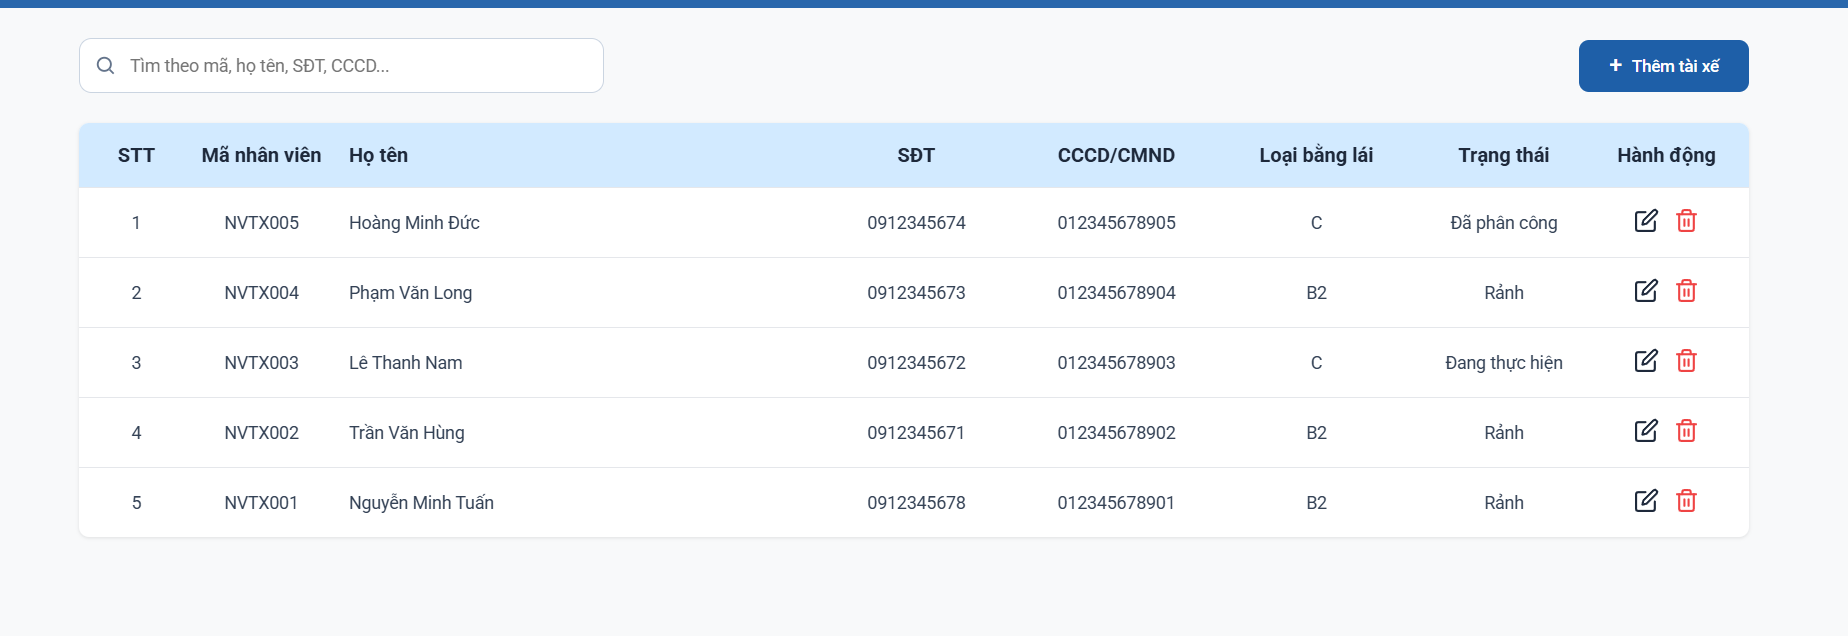 Tìm theo mã, họ tên, SĐT, CCCD...
+ Thêm tài xế
STT Mã nhân viên Họ tên SĐT CCCD/CMND Loại bằng lái Trạng thái Hành động
1 NVTX005 Hoàng Minh Đức 0912345674 012345678905 C Đã phân công
2 NVTX004 Phạm Văn Long 0912345673 012345678904 B2 Rảnh
3 NVTX003 Lê Thanh Nam 0912345672 012345678903 C Đang thực hiện
4 NVTX002 Trần Văn Hùng 0912345671 012345678902 B2 Rảnh
5 NVTX001 Nguyễn Minh Tuấn 0912345678 012345678901 B2 Rảnh